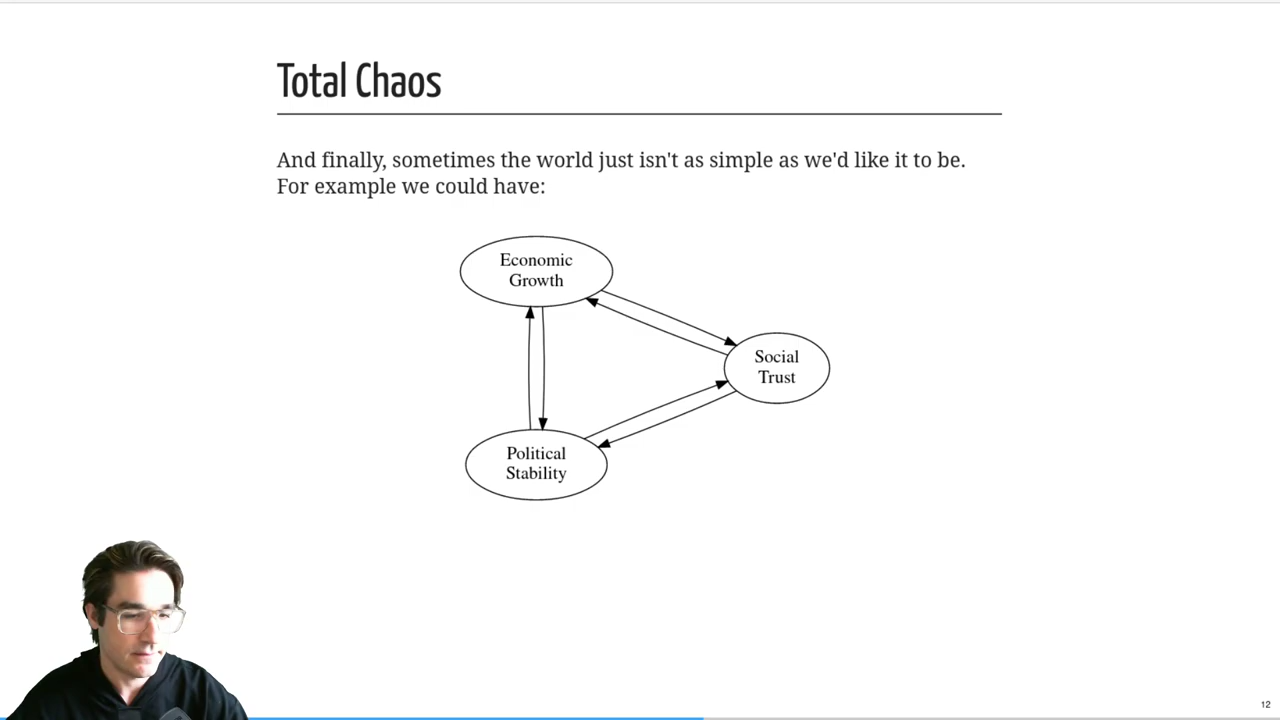 Total Chaos
And finally, sometimes the world just isn't as simple as we'd like it to be.
For example we could have:
Economic
Growth
Social
Trust
Political
Stability
12